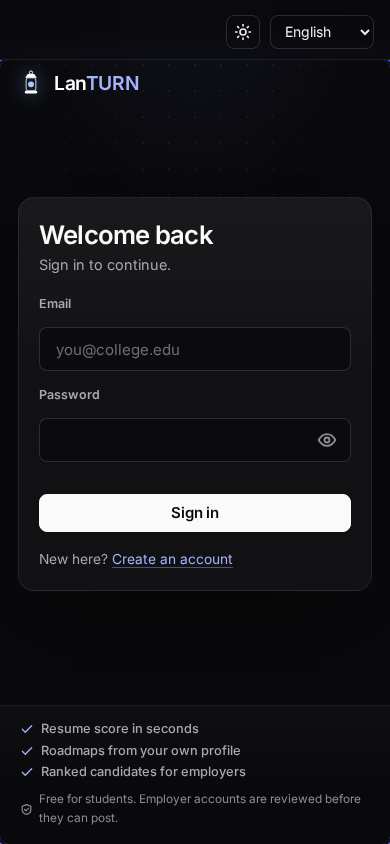 English
LanTURN
Welcome back
Sign in to continue.
Email
you@college.edu
Password
Sign in
New here? Create an account
Resume score in seconds
Roadmaps from your own profile
Ranked candidates for employers
Free for students. Employer accounts are reviewed before
they can post.